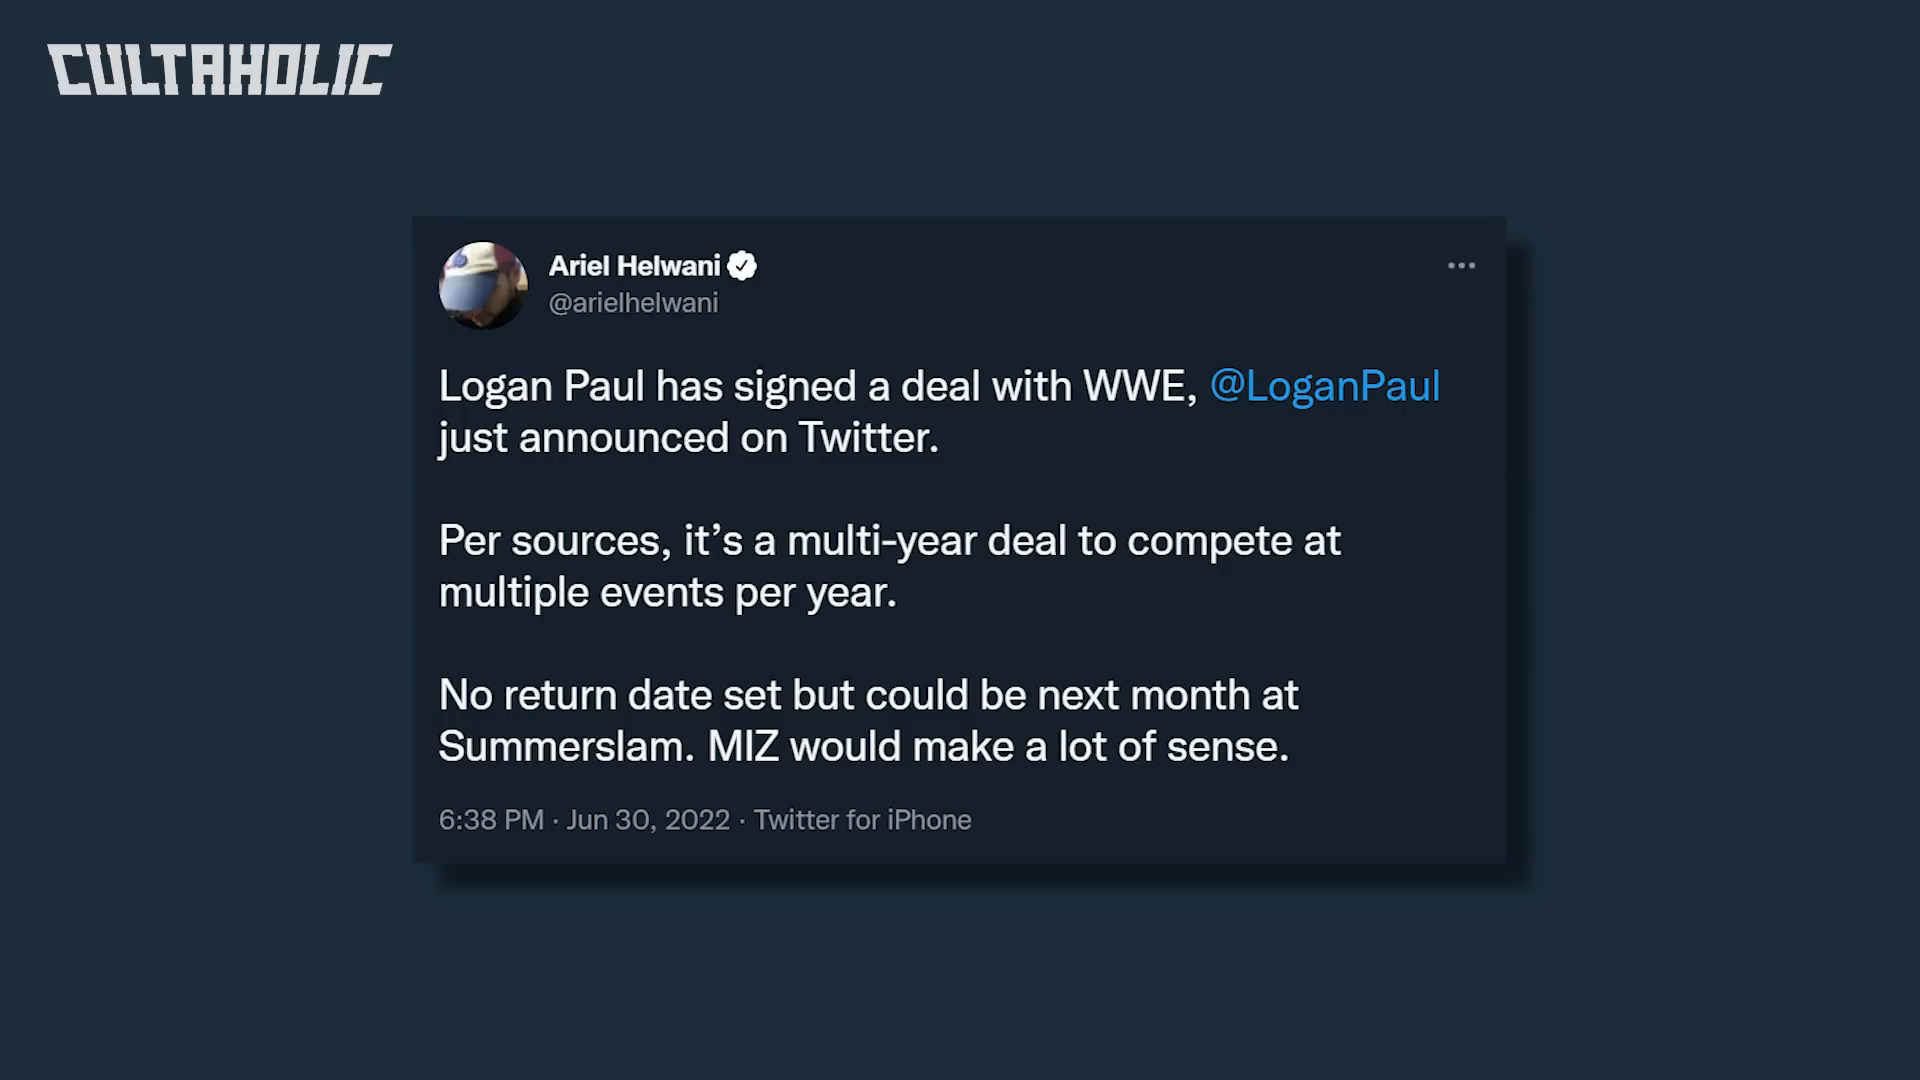 CULTAHOLIC
Ariel Helwani
@arielhelwani
Logan Paul has signed a deal with WWE, @LoganPaul
just announced on Twitter.
Per sources, it’s a multi-year deal to compete at
multiple events per year.
No return date set but could be next month at
Summerslam. MIZ would make a lot of sense.
6:38 PM · Jun 30, 2022 · Twitter for iPhone